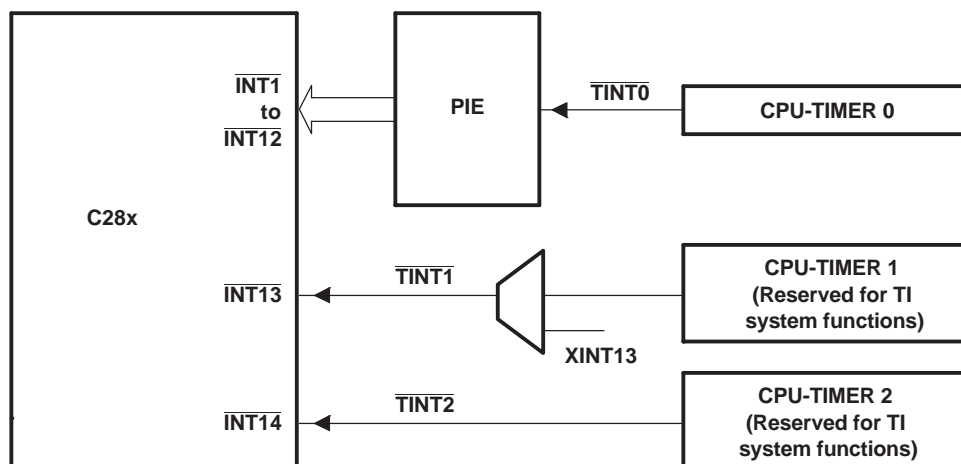 INT1
to
INT12
PIE
TINT0
CPU-TIMER 0
C28x
INT13
TINT1
XINT13
CPU-TIMER 1
(Reserved for TI
system functions)
INT14
TINT2
CPU-TIMER 2
(Reserved for TI
system functions)